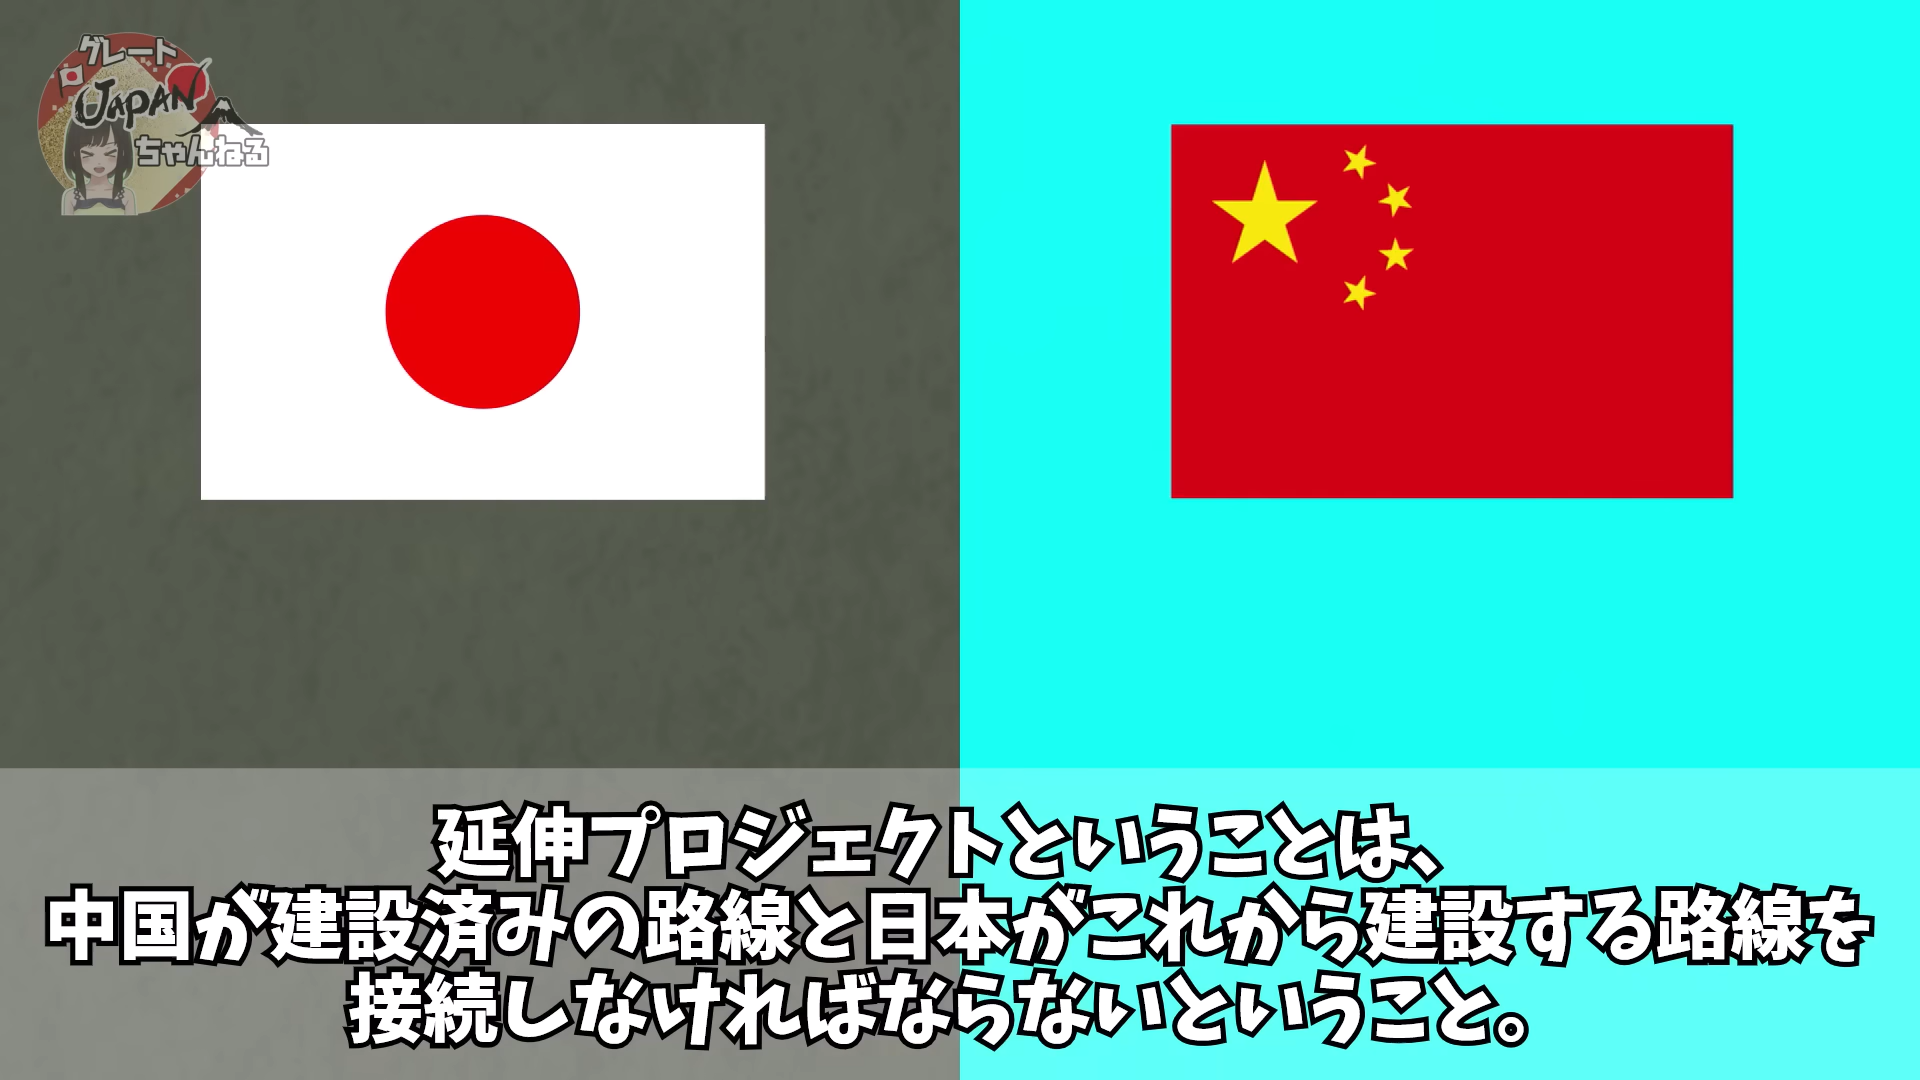 グレート
JAPAN
ちゃんねる
延伸プロジェクトということは、
中国が建設済みの路線と日本がこれから建設する路線を
接続しなければならないということ。